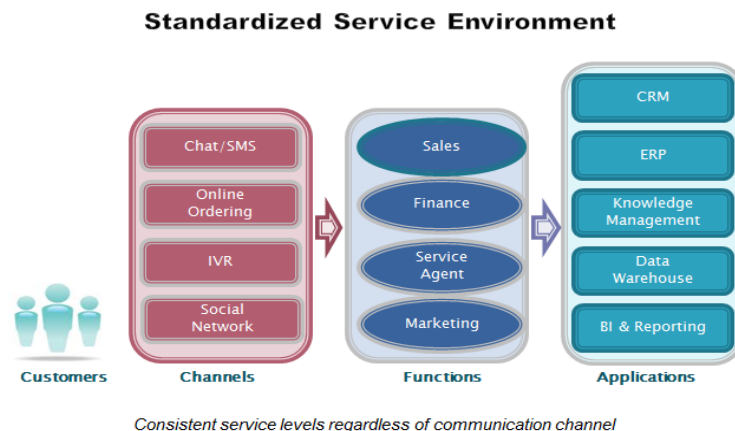 Standardized Service Environment
Chat/SMS
Online
Ordering
IVR
Social
Network
Sales
Finance
Service
Agent
Marketing
CRM
ERP
Knowledge
Management
Data
Warehouse
BI & Reporting
Customers
Channels
Functions
Applications
Consistent service levels regardless of communication channel